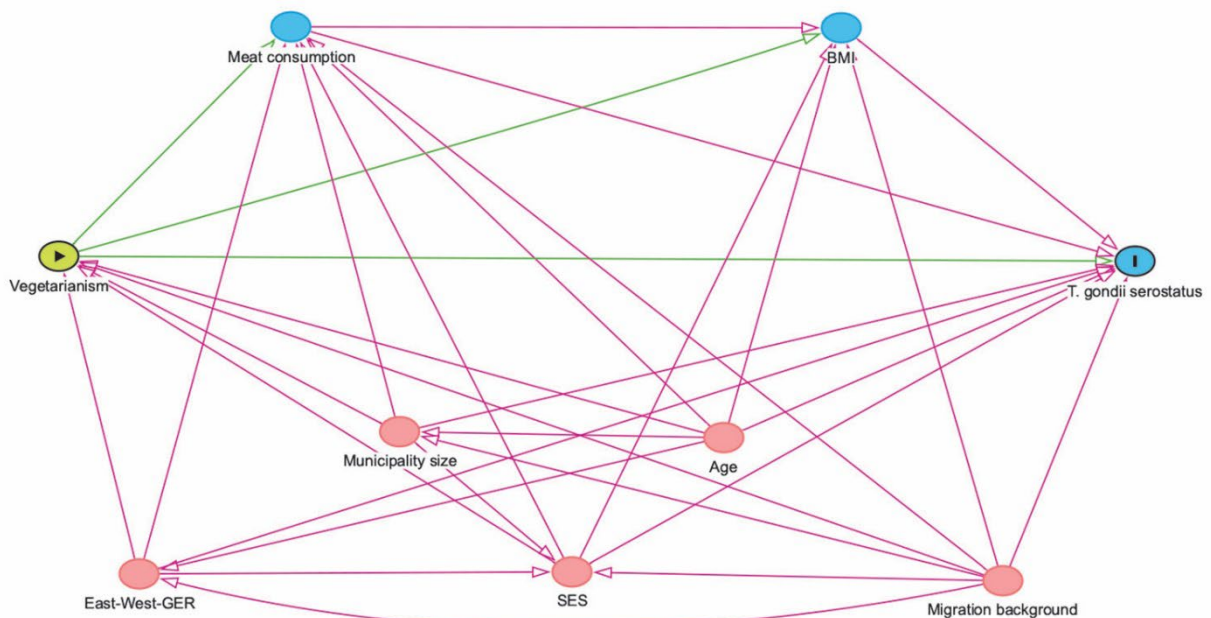 Meat consumption
BMI
Vegetarianism
T. gondii serostatus
Municipality size
Age
East-West-GER
SES
Migration background